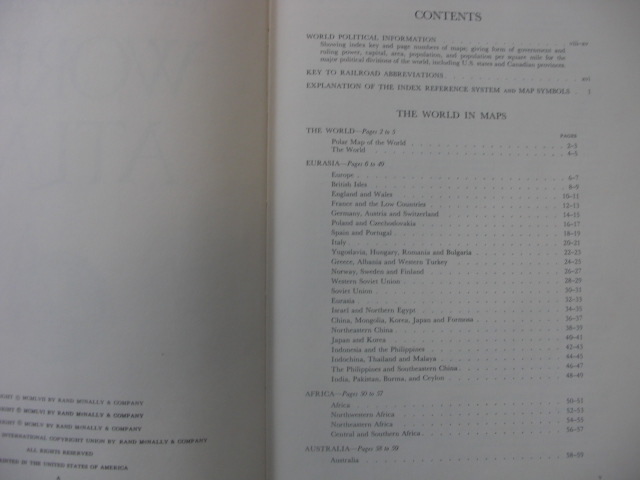 CONTENTS
WORLD POLITICAL INFORMATION
Showing index key and page numbers of maps, giving form of government and
ruling power, capital, area, population, and population per square mile for the
major political divisions of the world, including U.S. states and Canadian provinces
KEY TO RAILROAD ABBREVIATIONS
EXPLANATION OF THE INDEX REFERENCE SYSTEM AND MAP SYMBOLS
THE WORLD IN MAPS
THE WORLD—Pages 2 to 5
PAGES
Polar Map of the World 2-3
The World 4-5
EURASIA—Pages 6 to 49
Europe 6-7
British Isles 8-9
England and Wales 10-11
France and the Low Countries 12-13
Germany, Austria and Switzerland 14-15
Poland and Czechoslovakia 16-17
Spain and Portugal 18-19
Italy 20-21
Yugoslavia, Hungary, Romania and Bulgaria 22-23
Greece, Albania and Western Turkey 24-25
Norway, Sweden and Finland 26-27
Western Soviet Union 28-29
Soviet Union 30-31
Eurasia 32-33
Israel and Northern Egypt 34-35
China, Mongolia, Korea, Japan and Formosa 36-37
Northeastern China 38-39
Japan and Korea 40-41
Indonesia and the Philippines 42-43
Indochina, Thailand and Malaya 44-45
The Philippines and Southeastern China 46-47
India, Pakistan, Burma, and Ceylon 48-49
AFRICA—Pages 50 to 57
Africa 50-51
Northwestern Africa 52-53
Northeastern Africa 54-55
Central and Southern Africa 56-57
AUSTRALIA—Pages 58 to 59
Australia 58-59
RIGHT © MCMLVII BY RAND MCNALLY & COMPANY
RIGHT © MCMLVI BY RAND MCNALLY & COMPANY
RIGHT © MCMLV BY RAND MCNALLY & COMPANY
INTERNATIONAL COPYRIGHT UNION BY RAND MCNALLY & COMPANY
ALL RIGHTS RESERVED
PRINTED IN THE UNITED STATES OF AMERICA